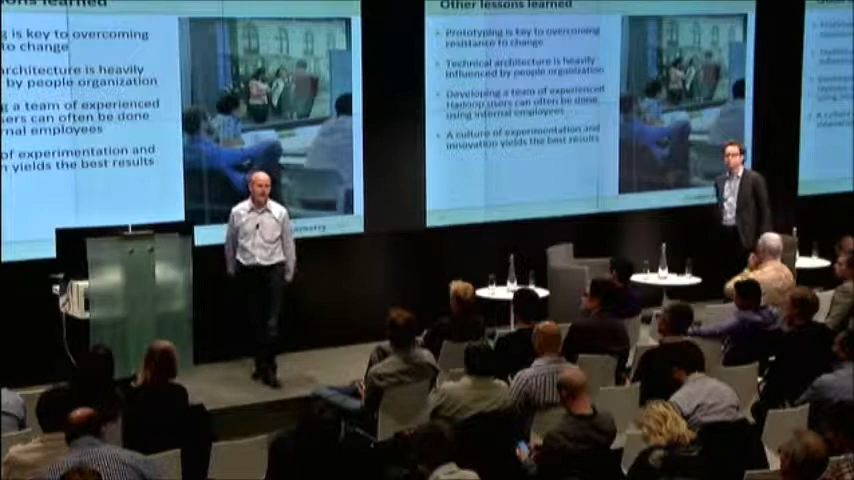 ons learned
g is key to overcoming
to change
architecture is heavily
by people organization
g a team of experienced
sers can often be done
rnal employees
of experimentation and
n yields the best results
Other lessons learned
Prototyping is key to overcoming
resistance to change
Technical architecture is heavily
influenced by people organization
Developing a team of experienced
Hadoop users can often be done
using internal employees
A culture of experimentation and
innovation yields the best results